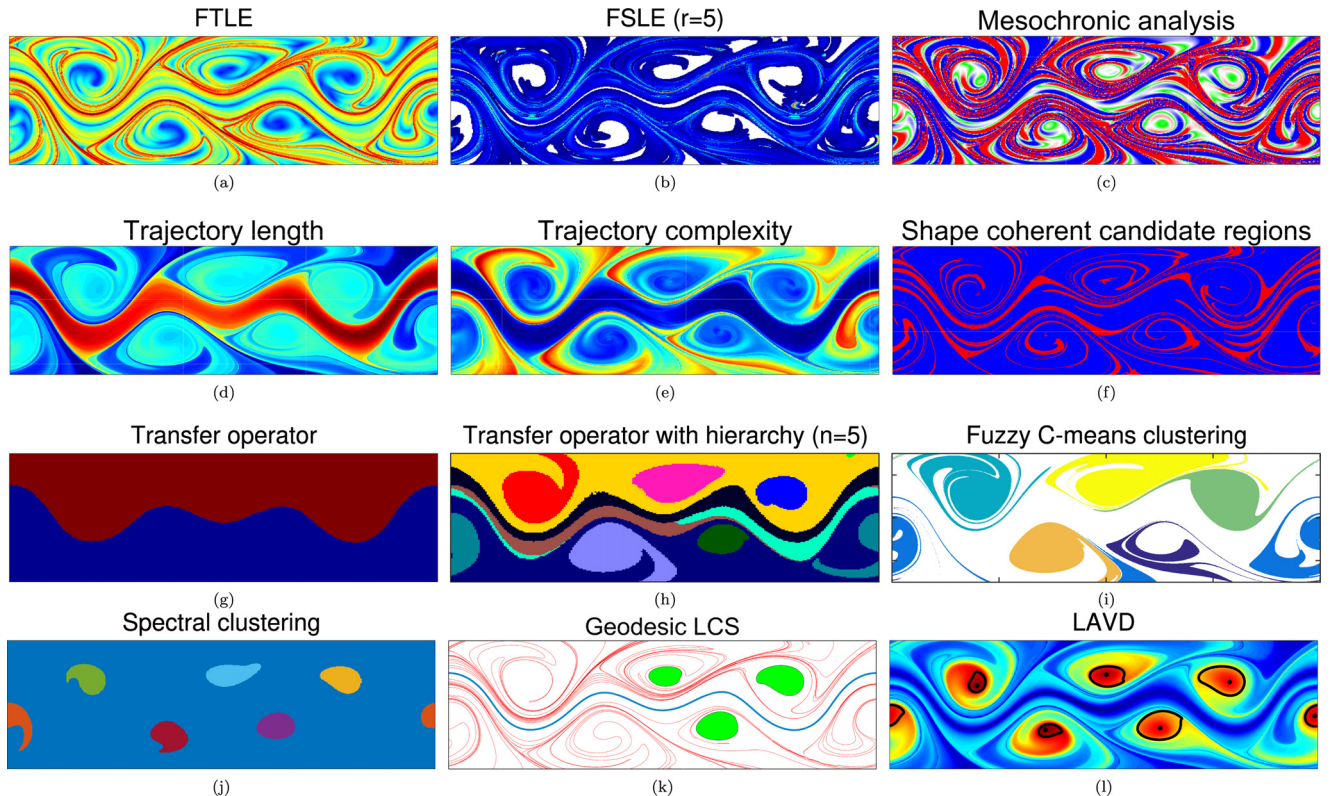 FTLE
FSLE (r=5)
Mesochronic analysis
(a)
(b)
(c)
Trajectory length
Trajectory complexity
Shape coherent candidate regions
(d)
(e)
(f)
Transfer operator
Transfer operator with hierarchy (n=5)
Fuzzy C-means clustering
(g)
(h)
(i)
Spectral clustering
Geodesic LCS
LAVD
(j)
(k)
(l)